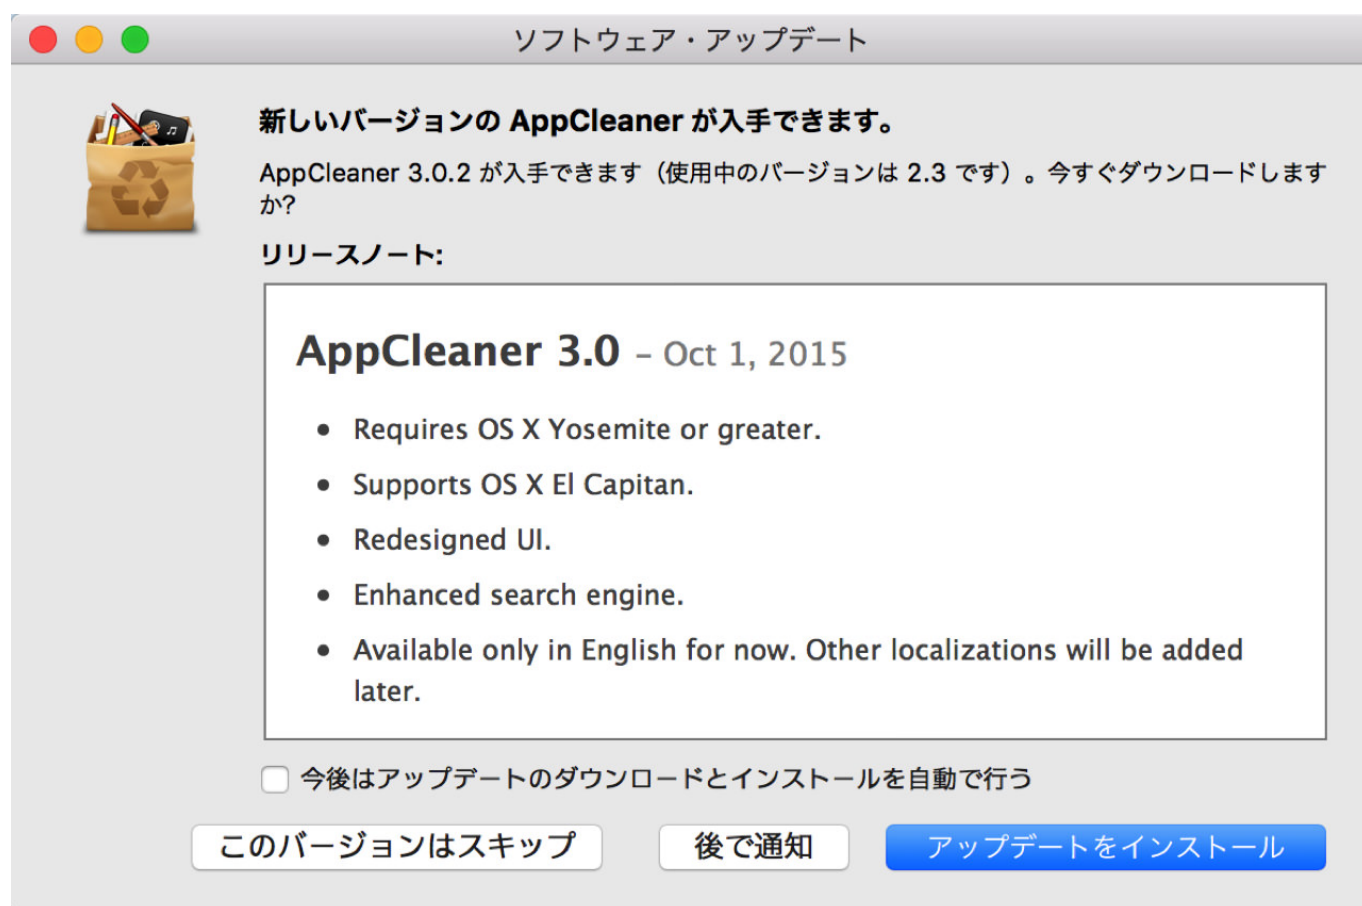 ソフトウェア・アップデート
新しいバージョンの AppCleaner が入手できます。
AppCleaner 3.0.2 が入手できます（使用中のバージョンは 2.3 です）。今すぐダウンロードします
か?
リリースノート:
AppCleaner 3.0 – Oct 1, 2015
• Requires OS X Yosemite or greater.
• Supports OS X El Capitan.
• Redesigned UI.
• Enhanced search engine.
• Available only in English for now. Other localizations will be added
later.
今後はアップデートのダウンロードとインストールを自動で行う
このバージョンはスキップ
後で通知
アップデートをインストール